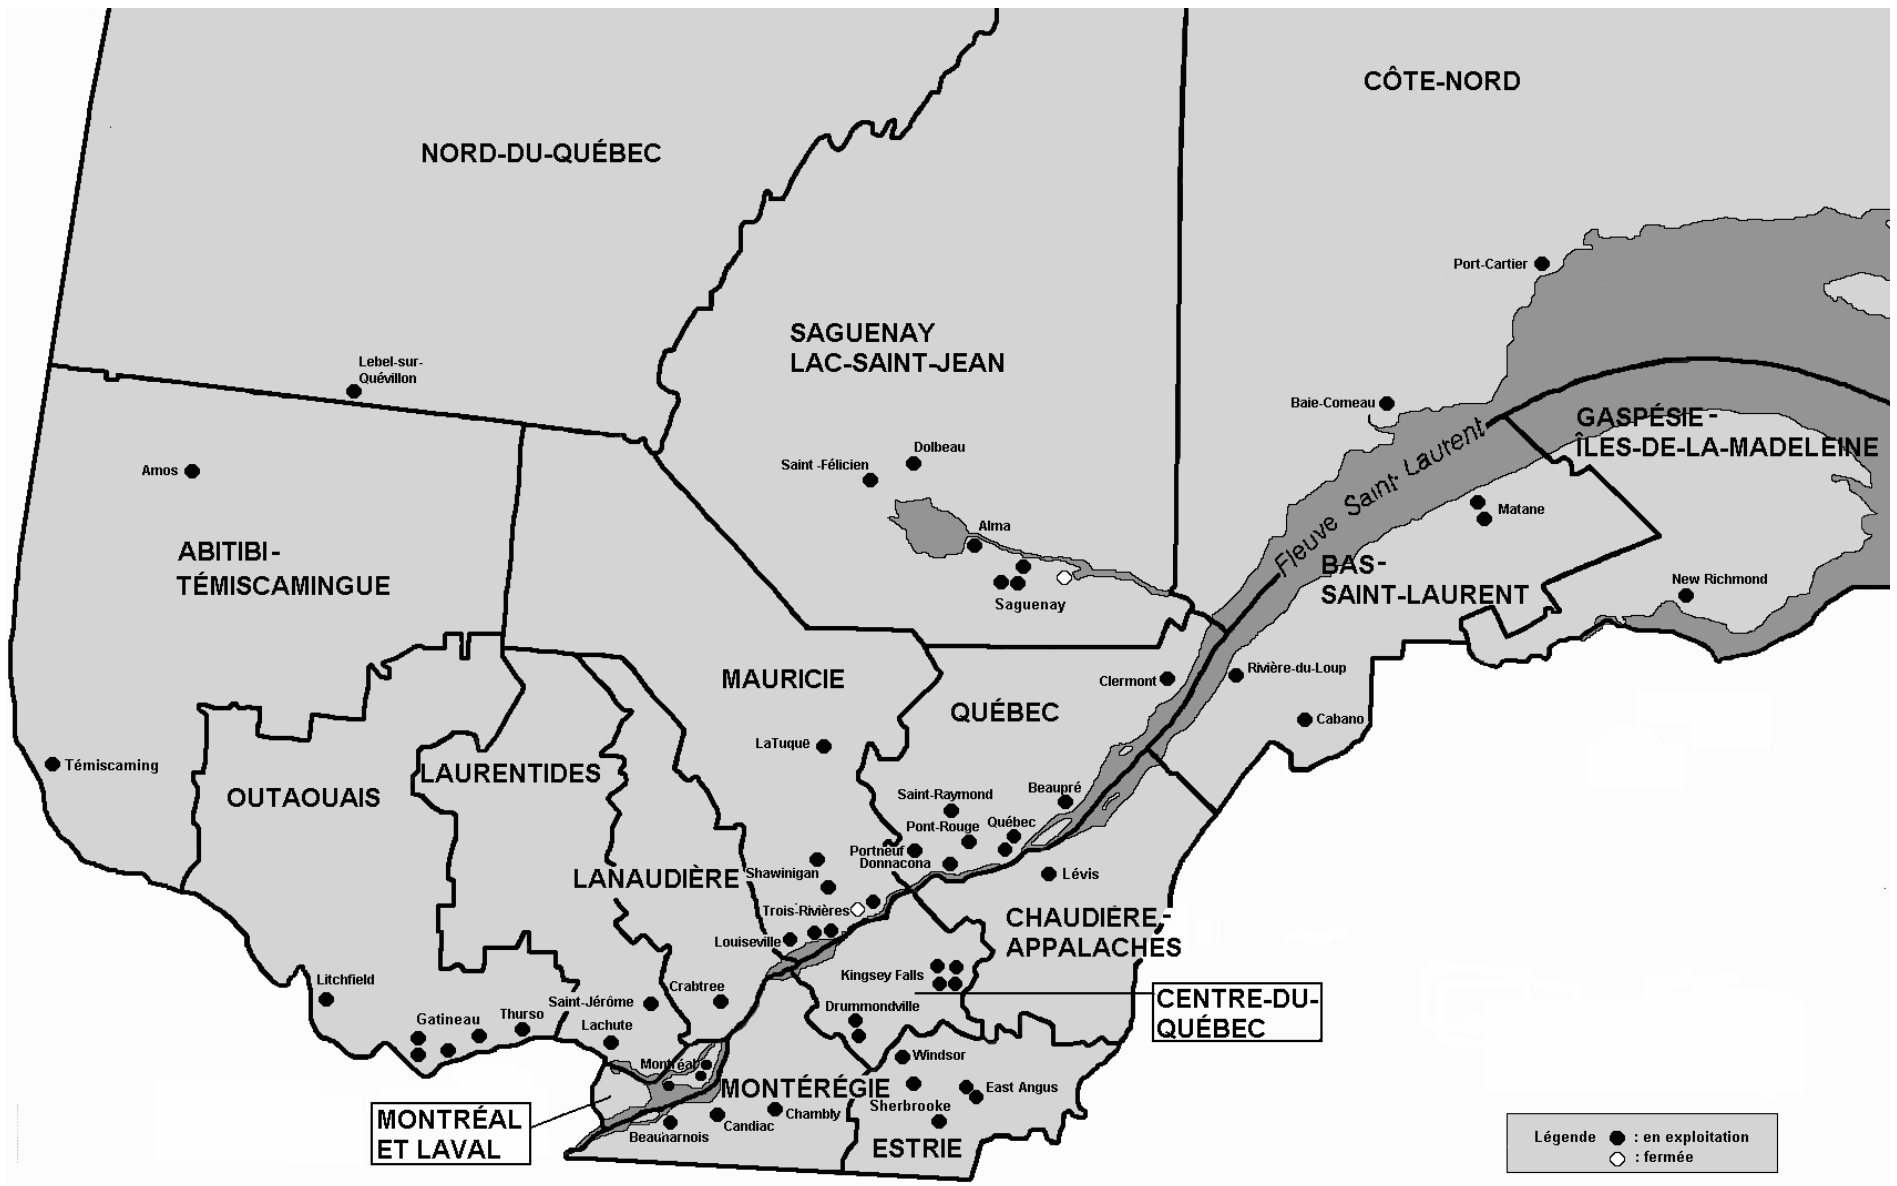 CÔTE-NORD
NORD-DU-QUÉBEC
Port-Cartier
SAGUENAY
LAC-SAINT-JEAN
Lebel-sur-
Quévillon
Baie-Comeau
GASPÉSIE-
ÎLES-DE-LA-MADELEINE
Fleuve Saint Laurent
Dolbeau
Saint -Félicien
Amos
Matane
Alma
ABITIBI-
TÉMISCAMINGUE
BAS-
SAINT-LAURENT
New Richmond
Saguenay
MAURICIE
Clermont
Rivière-du-Loup
QUÉBEC
Cabano
LaTuquë
Témiscaming
LAURENTIDES
OUTAOUAIS
Beaupré
Saint-Raymond
Pont-Rouge
Québec
Portneuf
Donnacona
Shawinigan
Lévis
LANAUDIÈRE
Trois-Rivières
CHAUDIÈRE-
APPALACHES
Louiseville
Kingsey Falls
Litchfield
Crabtree
CENTRE-DU-
QUÉBEC
Saint-Jérôme
Drummondville
Gatineau
Thurso
Lachute
Windsor
Montréal
MONTÉRÉGIE
East Angus
Sherbrooke
MONTRÉAL
ET LAVAL
Chambly
Candiac
Beauharnois
ESTRIE
Légende : en exploitation
: fermée